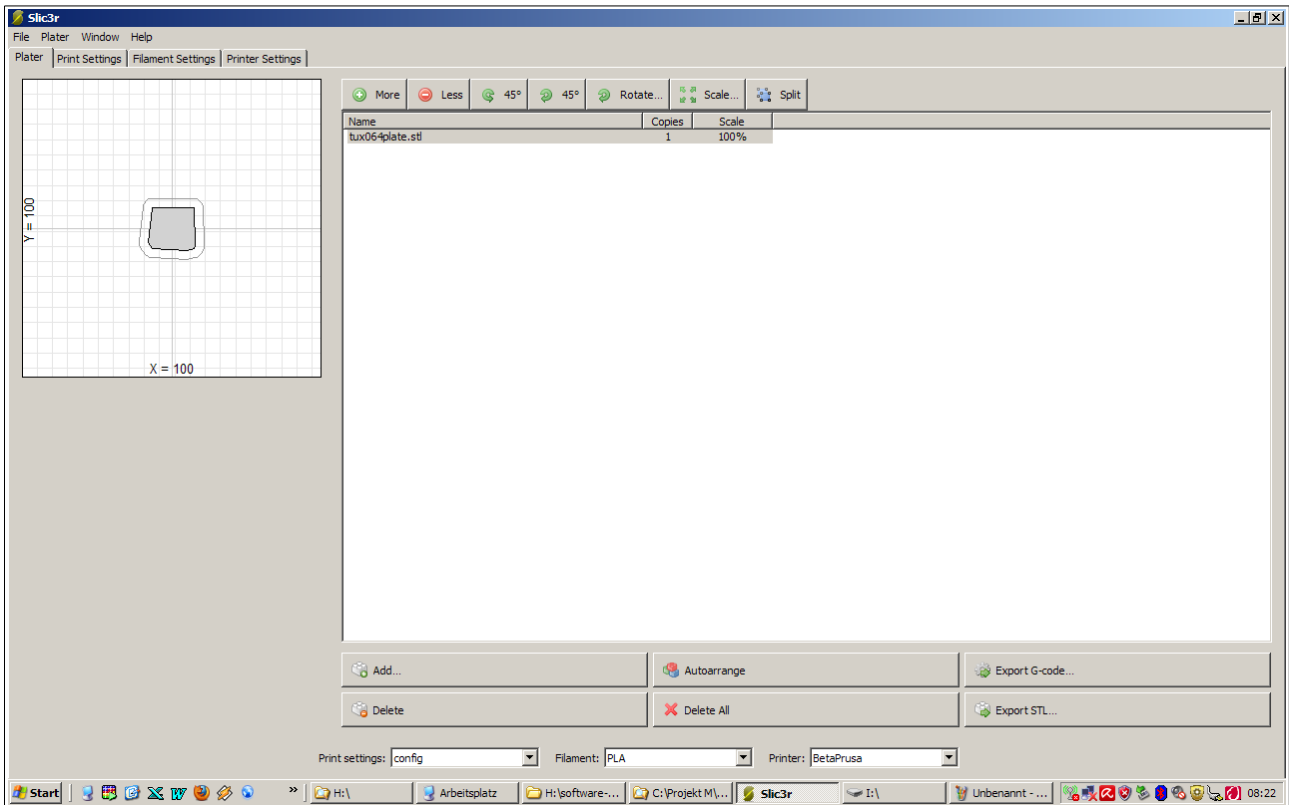 Slic3r
File Plater Window Help
Plater Print Settings Filament Settings Printer Settings
More Less 45° 45° Rotate... Scale... Split
Name Copies Scale
tux064plate.stl 1 100%
Y = 100
X = 100
Add... Autoarrange Export G-code...
Delete Delete All Export STL...
Print settings: config Filament: PLA Printer: BetaPrusa
Start » H:\ Arbeitsplatz H:\software-... C:\Projekt M\... Slic3r I:\ Unbenannt - ... 08:22